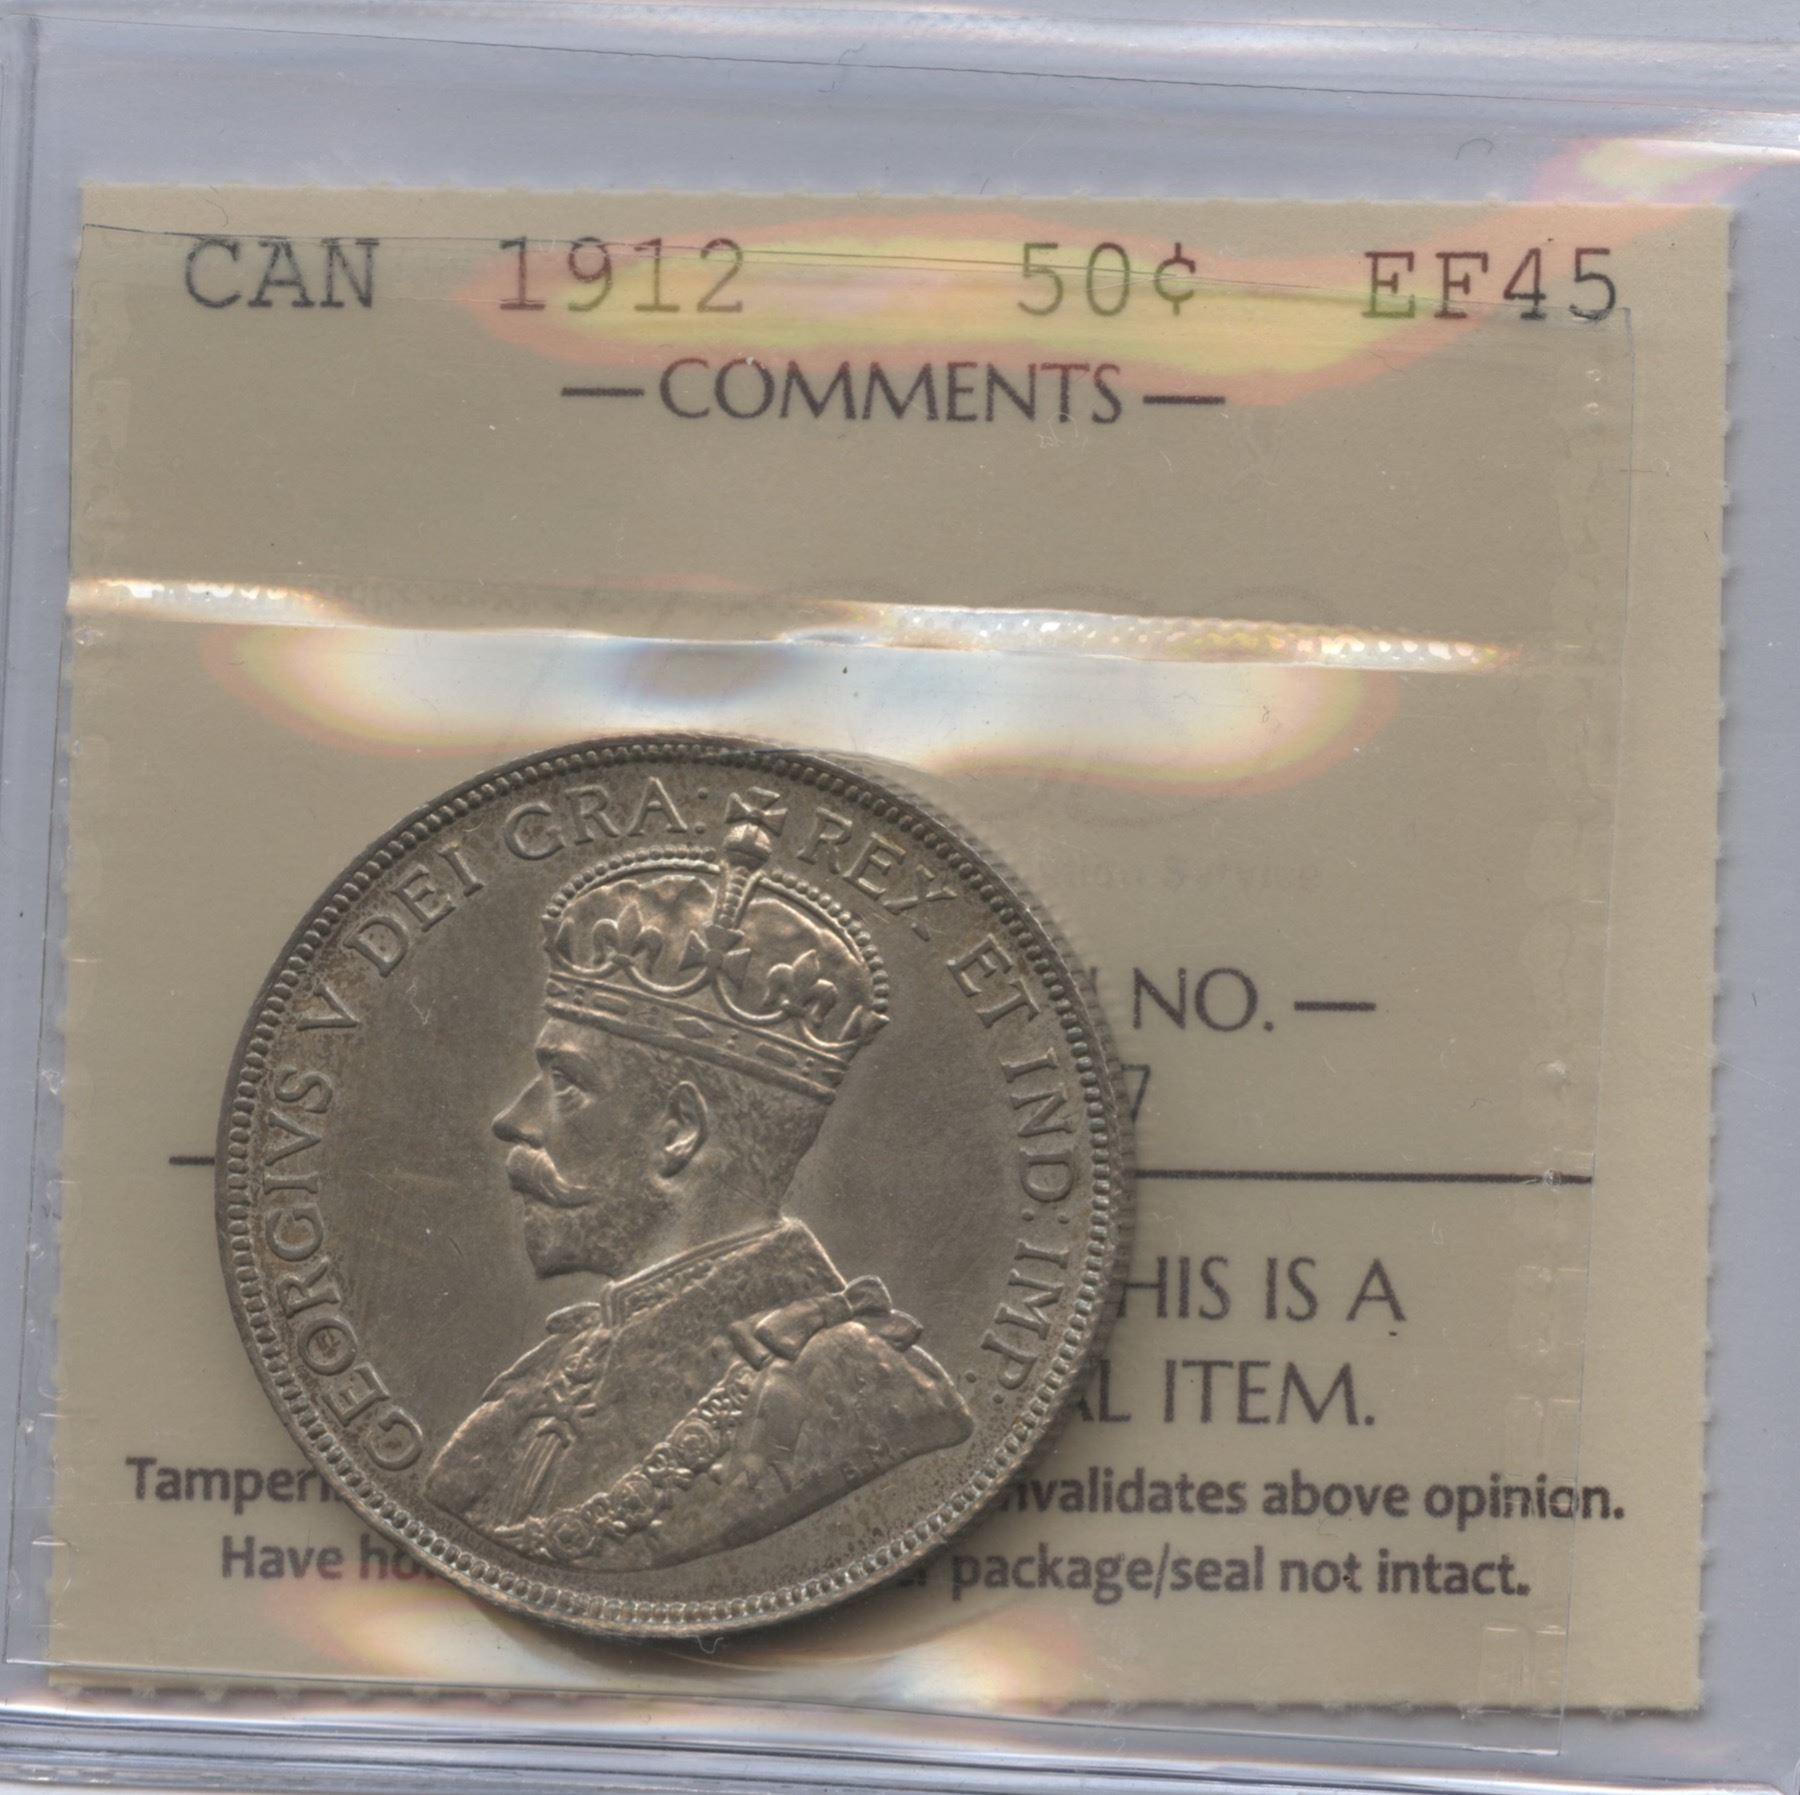 CAN 1912 50¢ EF45
— COMMENTS —
NO. —
7
HIS IS A
AL ITEM.
Tamperi nvalidates above opinion.
Have ho package/seal not intact.
GEORGIVS V DEI GRA: REX ET IND: IMP:
B.M.